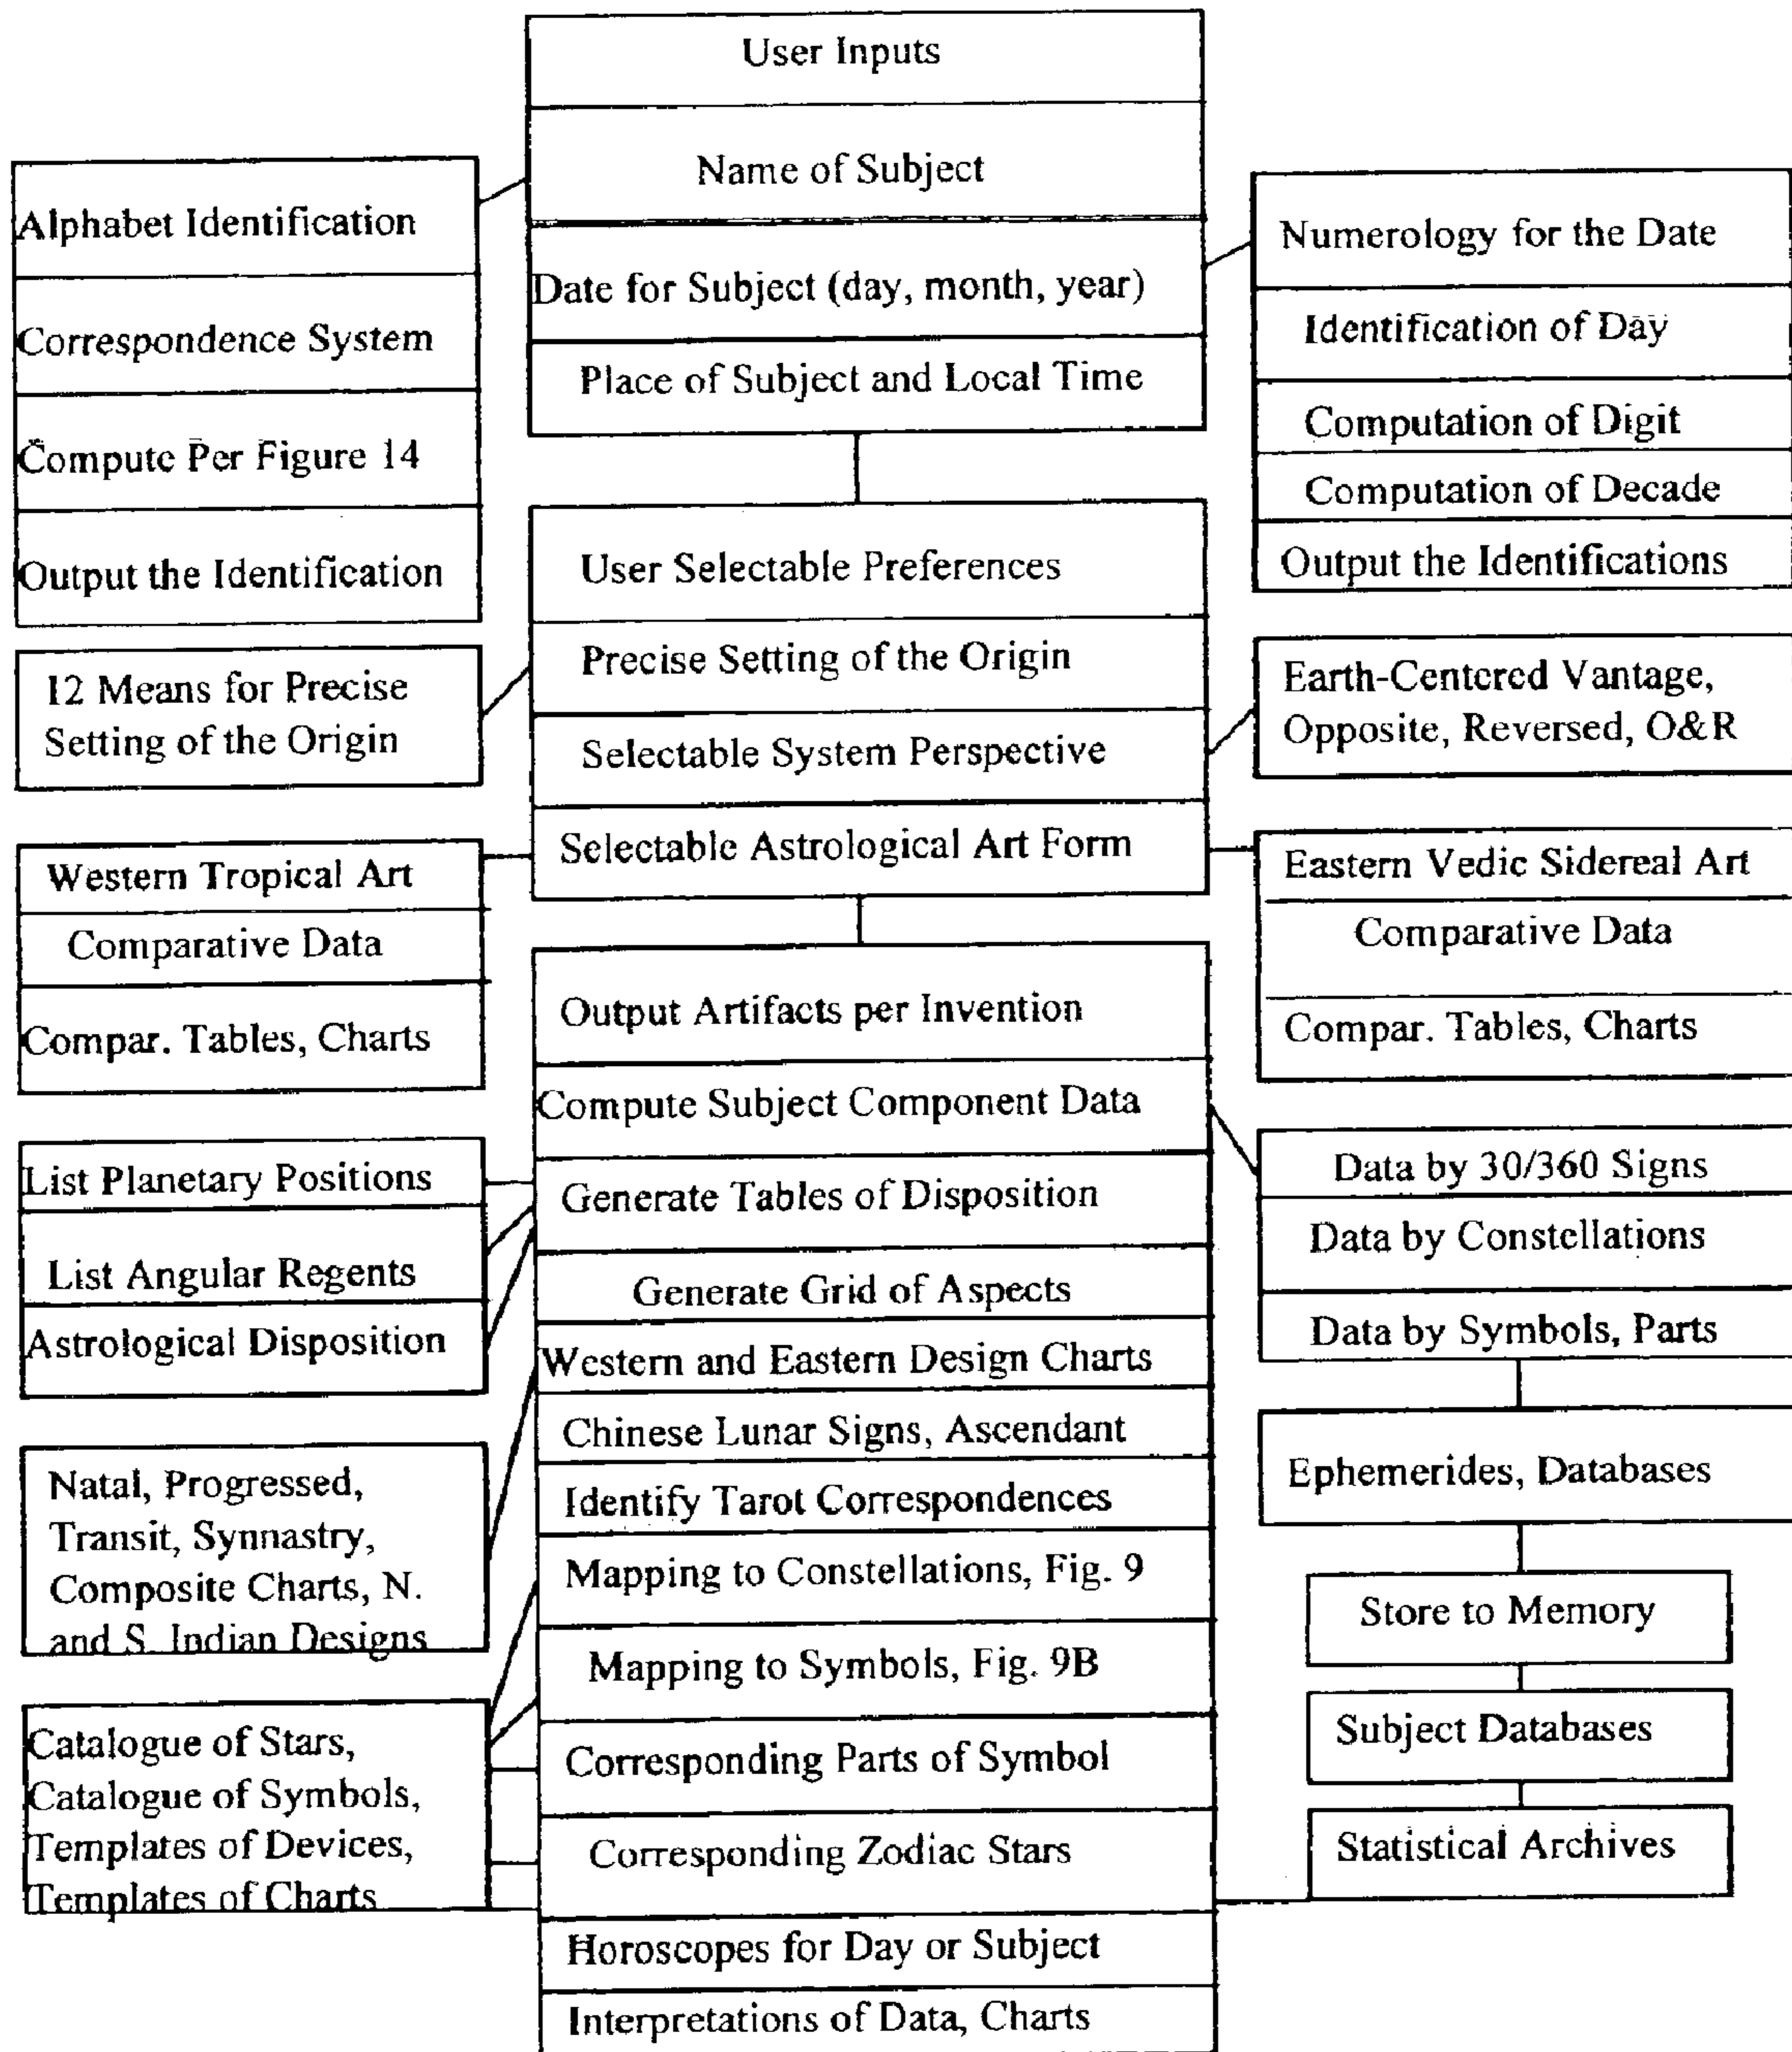 User Inputs
Name of Subject
Date for Subject (day, month, year)
Place of Subject and Local Time
Alphabet Identification
Correspondence System
Compute Per Figure 14
Output the Identification
Numerology for the Date
Identification of Day
Computation of Digit
Computation of Decade
Output the Identifications
User Selectable Preferences
Precise Setting of the Origin
Selectable System Perspective
Selectable Astrological Art Form
12 Means for Precise
Setting of the Origin
Earth-Centered Vantage,
Opposite, Reversed, O&R
Western Tropical Art
Comparative Data
Compar. Tables, Charts
Eastern Vedic Sidereal Art
Comparative Data
Compar. Tables, Charts
Output Artifacts per Invention
Compute Subject Component Data
Generate Tables of Disposition
Generate Grid of Aspects
Western and Eastern Design Charts
Chinese Lunar Signs, Ascendant
Identify Tarot Correspondences
Mapping to Constellations, Fig. 9
Mapping to Symbols, Fig. 9B
Corresponding Parts of Symbol
Corresponding Zodiac Stars
Horoscopes for Day or Subject
Interpretations of Data, Charts
List Planetary Positions
List Angular Regents
Astrological Disposition
Natal, Progressed,
Transit, Synnastry,
Composite Charts, N.
and S. Indian Designs
Catalogue of Stars,
Catalogue of Symbols,
Templates of Devices,
Templates of Charts
Data by 30/360 Signs
Data by Constellations
Data by Symbols, Parts
Ephemerides, Databases
Store to Memory
Subject Databases
Statistical Archives